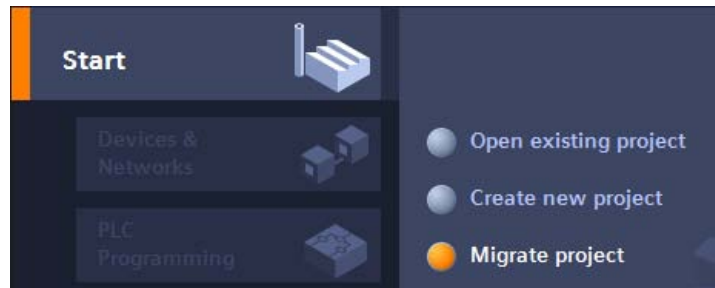 Start
Devices &
Networks
PLC
Programming
Open existing project
Create new project
Migrate project